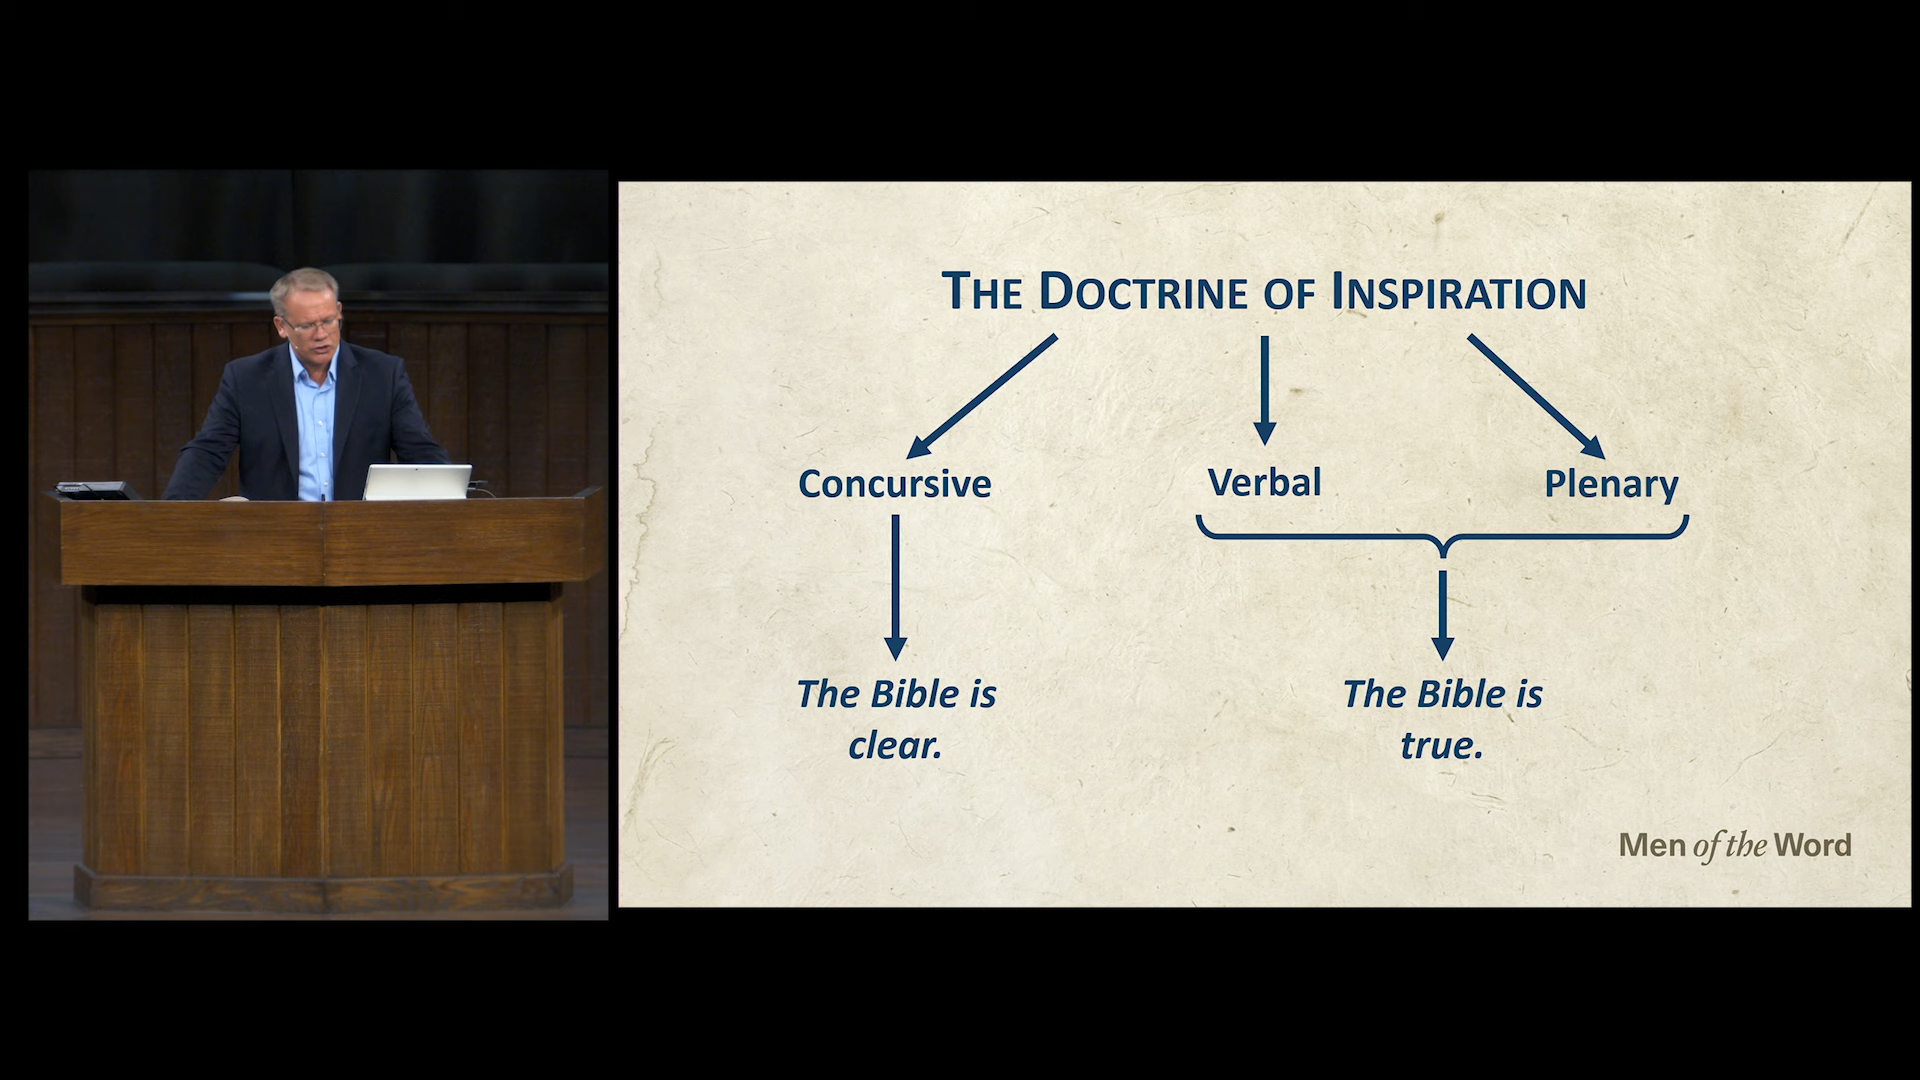 THE DOCTRINE OF INSPIRATION
Concursive
Verbal
Plenary
The Bible is
clear.
The Bible is
true.
Men of the Word